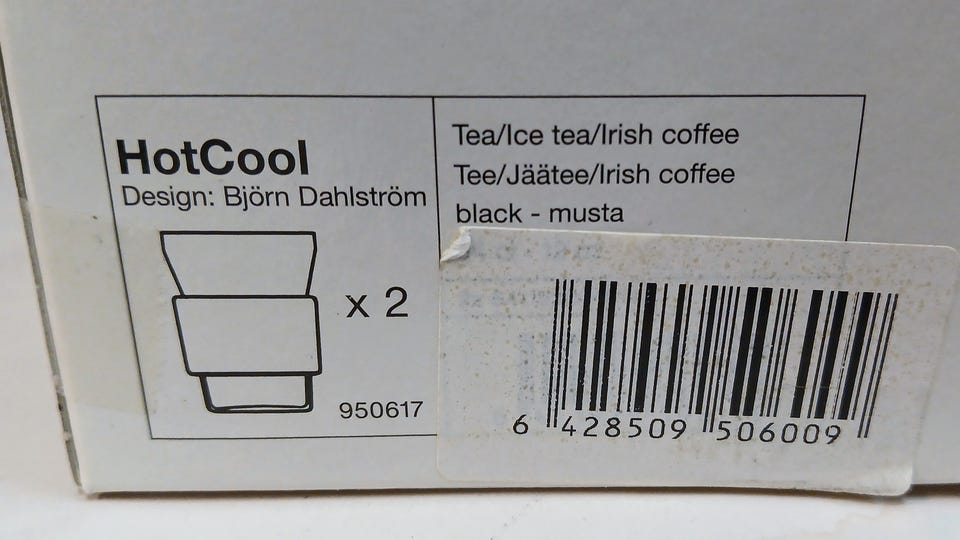 HotCool
Design: Björn Dahlström
x 2
950617
Tea/Ice tea/Irish coffee
Tee/Jäätee/Irish coffee
black - musta
6 428509 506009